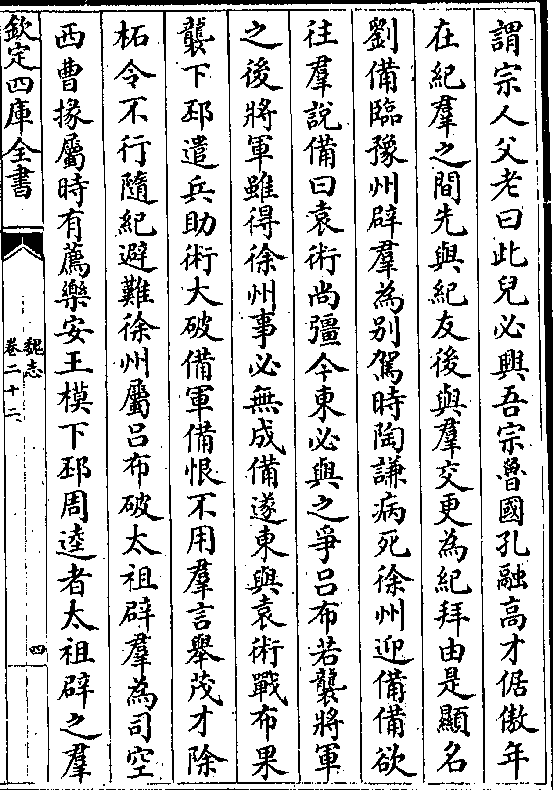 謂宗人父老曰此兒必興吾宗魯國孔融髙才倨傲年
在紀羣之間先與紀友後與羣交更為紀拜由是顯名
劉備臨豫州辟羣為别駕時陶謙病死徐州迎備備欲
往羣説備曰袁術尚彊今東必與之爭吕布若襲將軍
之後將軍雖得徐州事必無成備遂東與袁術戰布果
襲下邳遣兵助術大破備軍備恨不用羣言舉茂才除
柘令不行隨紀避難徐州屬吕布破太祖辟羣為司空
西曹掾屬時有薦樂安王模下邳周逵者太祖辟之羣
欽定四庫全書
魏志
卷二十二
四